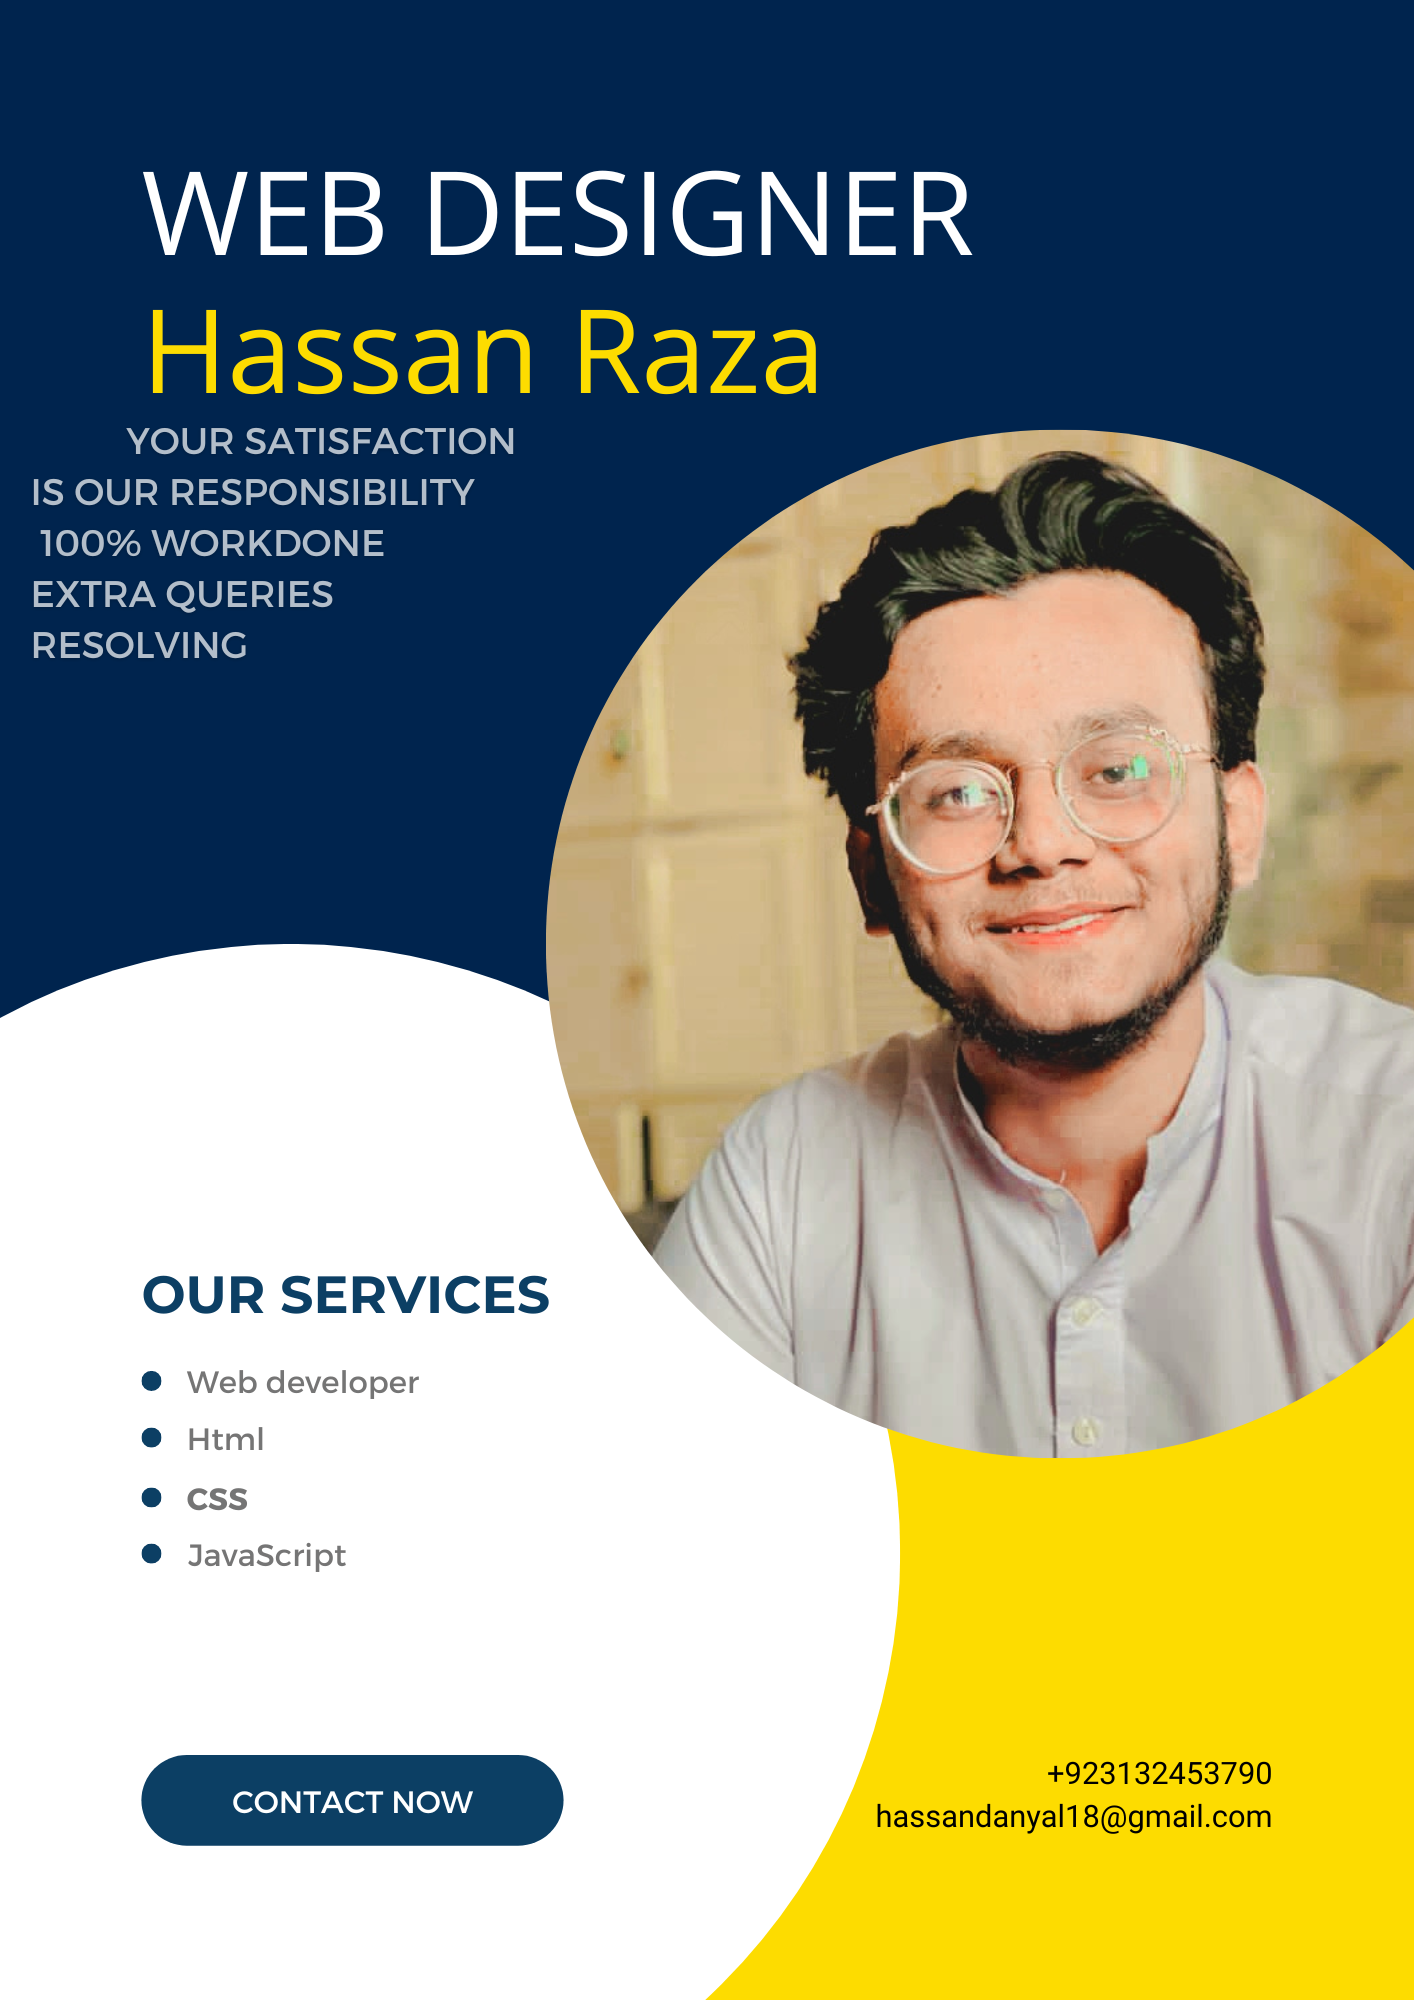 WEB DESIGNER
Hassan Raza
YOUR SATISFACTION
IS OUR RESPONSIBILITY
100% WORKDONE
EXTRA QUERIES
RESOLVING
OUR SERVICES
Web developer
Html
CSS
JavaScript
CONTACT NOW
+923132453790
hassandanyal18@gmail.com